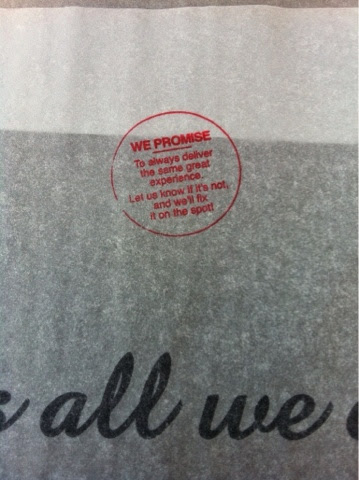 WE PROMISE
To always deliver
the same great
experience.
Let us know if it's not,
and we'll fix
it on the spot!
all we